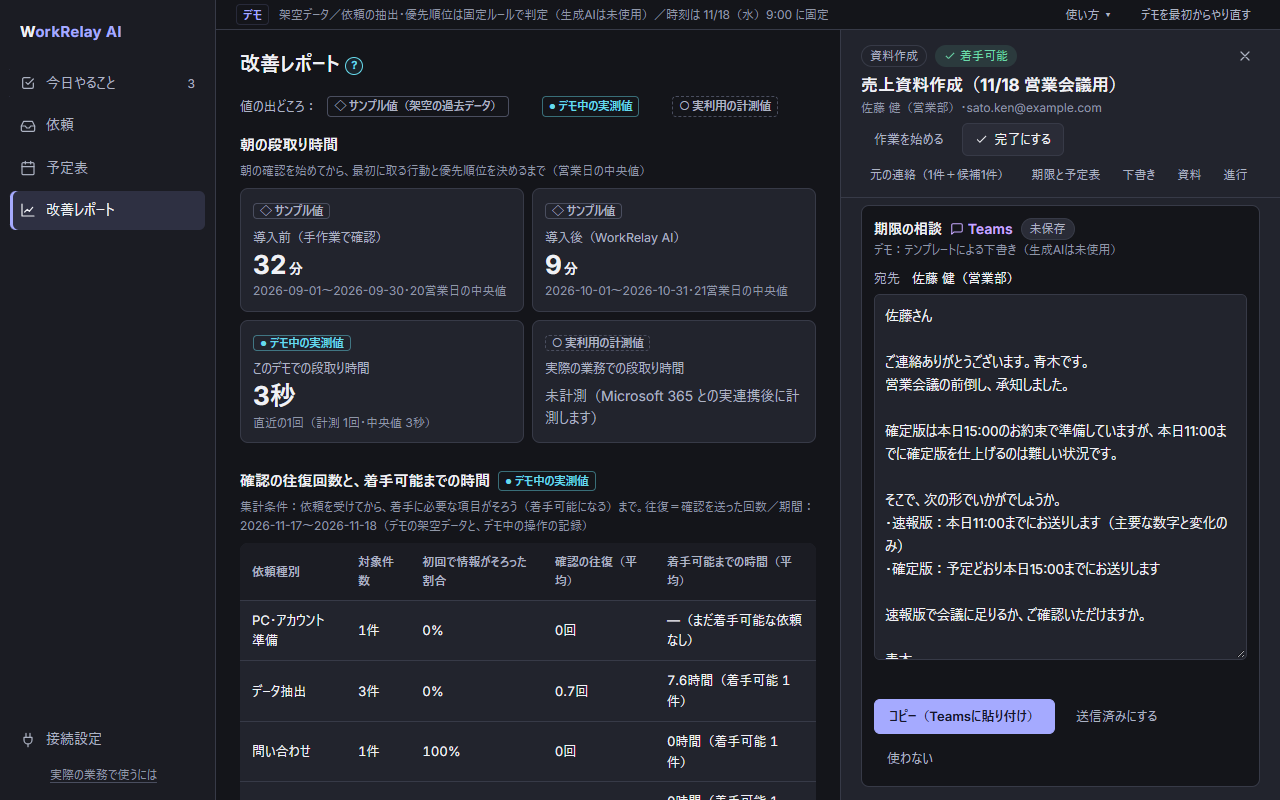 WorkRelay AI
今日やること 3
依頼
予定表
改善レポート
接続設定
実際の業務で使うには
デモ 架空データ／依頼の抽出・優先順位は固定ルールで判定（生成AIは未使用）／時刻は 11/18（水）9:00 に固定
使い方 ▼ デモを最初からやり直す
改善レポート ?
値の出どころ： ◇ サンプル値（架空の過去データ） ● デモ中の実測値 ○ 実利用の計測値
朝の段取り時間
朝の確認を始めてから、最初に取る行動と優先順位を決めるまで（営業日の中央値）
◇ サンプル値
導入前（手作業で確認）
32分
2026-09-01〜2026-09-30・20営業日の中央値
◇ サンプル値
導入後（WorkRelay AI）
9分
2026-10-01〜2026-10-31・21営業日の中央値
● デモ中の実測値
このデモでの段取り時間
3秒
直近の1回（計測 1回・中央値 3秒）
○ 実利用の計測値
実際の業務での段取り時間
未計測（Microsoft 365 との実連携後に計
測します）
確認の往復回数と、着手可能までの時間 ● デモ中の実測値
集計条件：依頼を受けてから、着手に必要な項目がそろう（着手可能になる）まで。往復＝確認を送った回数／期間：
2026-11-17〜2026-11-18（デモの架空データと、デモ中の操作の記録）
依頼種別 対象件数 初回で情報がそろった割合 確認の往復（平均） 着手可能までの時間（平均）
PC・アカウント準備 1件 0% 0回 —（まだ着手可能な依頼なし）
データ抽出 3件 0% 0.7回 7.6時間（着手可能 1件）
問い合わせ 1件 100% 0回 0時間（着手可能 1件）
0時間（着手可能 1
資料作成 ✓ 着手可能
売上資料作成（11/18 営業会議用）
佐藤 健（営業部）・sato.ken@example.com
作業を始める ✓ 完了にする
元の連絡（1件＋候補1件） 期限と予定表 下書き 資料 進行
期限の相談 Teams 未保存
デモ：テンプレートによる下書き（生成AIは未使用）
宛先 佐藤 健（営業部）
佐藤さん
ご連絡ありがとうございます。青木です。
営業会議の前倒し、承知しました。
確定版は本日15:00のお約束で準備していますが、本日11:00ま
でに確定版を仕上げるのは難しい状況です。
そこで、次の形でいかがでしょうか。
・速報版：本日11:00までにお送りします（主要な数字と変化の
み）
・確定版：予定どおり本日15:00までにお送りします
速報版で会議に足りるか、ご確認いただけますか。
青木
コピー（Teamsに貼り付け） 送信済みにする
使わない